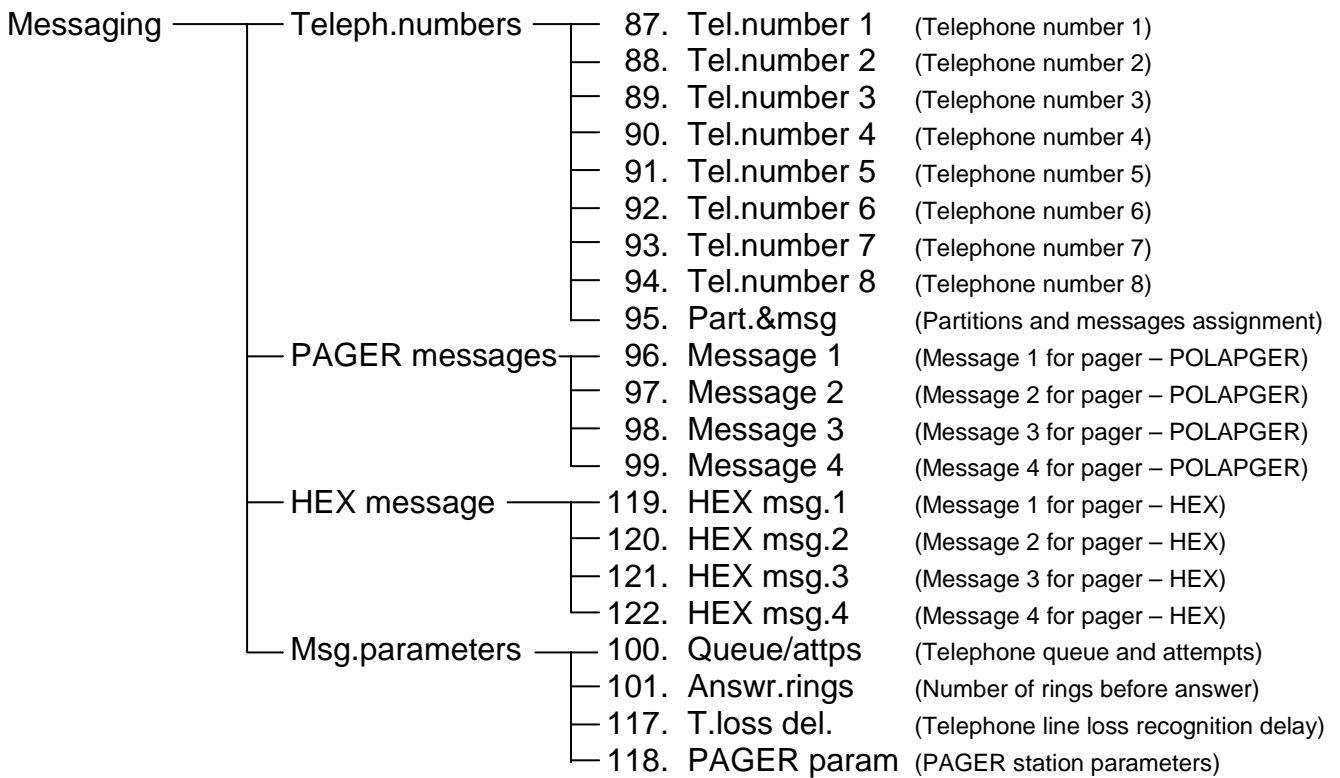 Messaging Teleph.numbers 87. Tel.number 1 (Telephone number 1)
88. Tel.number 2 (Telephone number 2)
89. Tel.number 3 (Telephone number 3)
90. Tel.number 4 (Telephone number 4)
91. Tel.number 5 (Telephone number 5)
92. Tel.number 6 (Telephone number 6)
93. Tel.number 7 (Telephone number 7)
94. Tel.number 8 (Telephone number 8)
95. Part.&msg (Partitions and messages assignment)
PAGER messages 96. Message 1 (Message 1 for pager – POLAPGER)
97. Message 2 (Message 2 for pager – POLAPGER)
98. Message 3 (Message 3 for pager – POLAPGER)
99. Message 4 (Message 4 for pager – POLAPGER)
HEX message 119. HEX msg.1 (Message 1 for pager – HEX)
120. HEX msg.2 (Message 2 for pager – HEX)
121. HEX msg.3 (Message 3 for pager – HEX)
122. HEX msg.4 (Message 4 for pager – HEX)
Msg.parameters 100. Queue/attps (Telephone queue and attempts)
101. Answr.rings (Number of rings before answer)
117. T.loss del. (Telephone line loss recognition delay)
118. PAGER param (PAGER station parameters)